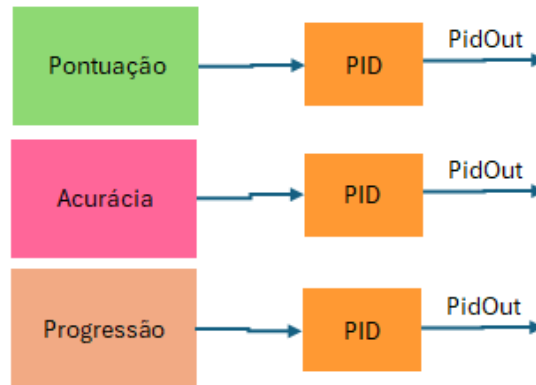 Pontuação
PID
PidOut
Acurácia
PID
PidOut
Progressão
PID
PidOut